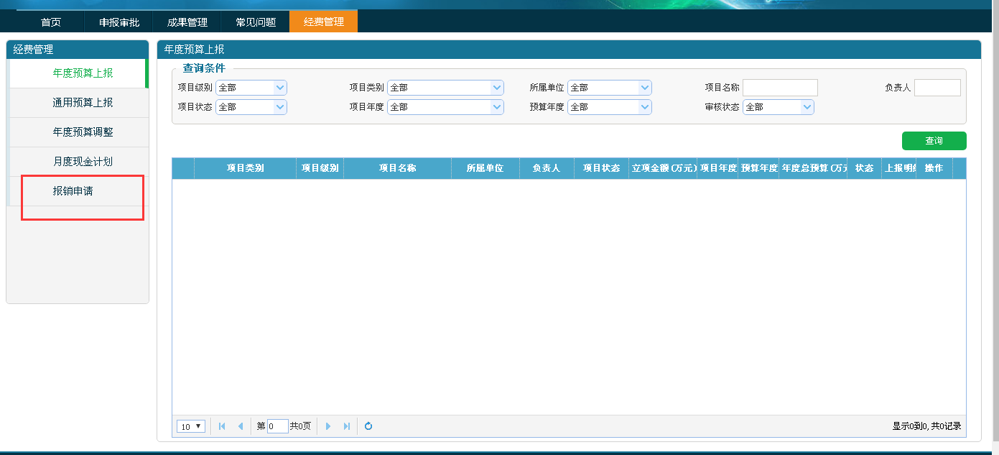 首页 申报审批 成果管理 常见问题 经费管理
经费管理
年度预算上报
通用预算上报
年度预算调整
月度现金计划
报销申请
年度预算上报
查询条件
项目级别 全部 项目类别 全部 所属单位 全部 项目名称 负责人
项目状态 全部 项目年度 全部 预算年度 全部 审核状态 全部
查询
项目类别 项目级别 项目名称 所属单位 负责人 项目状态 立项金额(万元) 项目年度 预算年度 年度总预算(万 状态 上报明 操作
10 第 0 共0页 显示0到0, 共0记录